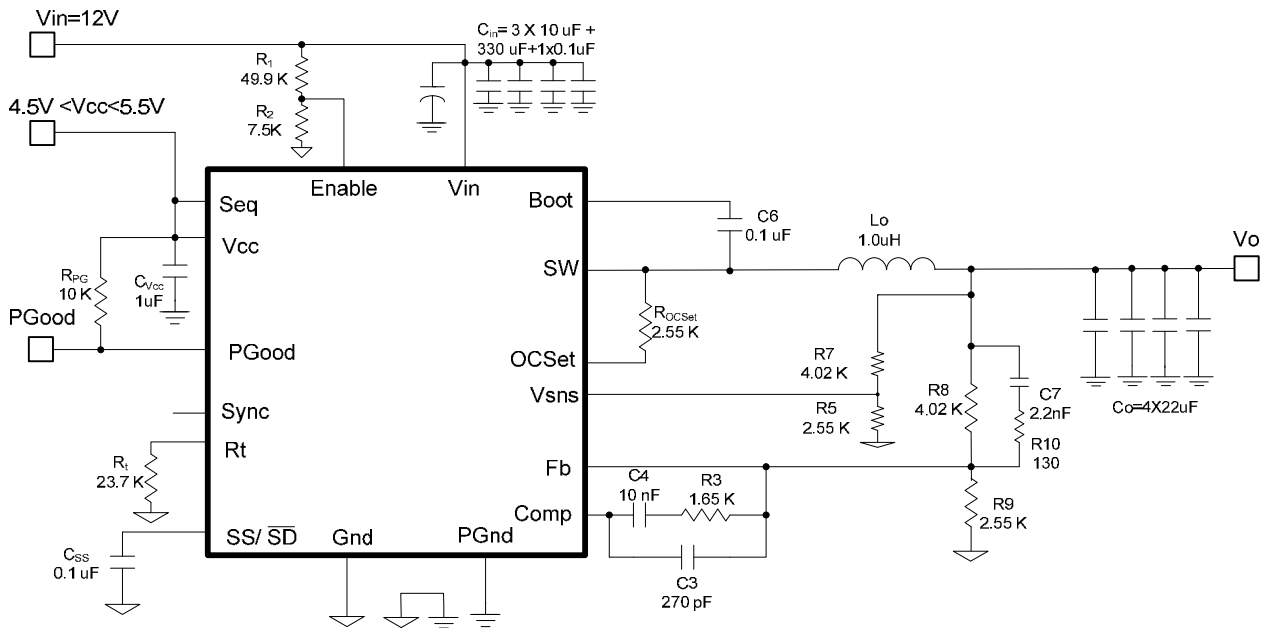 Vin=12V
Cin= 3 X 10 uF +
330 uF+1x0.1uF
R1
49.9 K
4.5V <Vcc<5.5V
R2
7.5K
Enable
Vin
Boot
Seq
C6
0.1 uF
Lo
1.0uH
Vo
Vcc
SW
RPG
10 K
CVcc
1uF
ROCSet
2.55 K
PGood
PGood
OCSet
R7
4.02 K
Vsns
R8
4.02 K
C7
2.2nF
Co=4X22uF
Sync
R5
2.55 K
R10
130
Rt
Rt
23.7 K
Fb
C4
10 nF
R3
1.65 K
Comp
R9
2.55 K
SS/ SD
Gnd
PGnd
CSS
0.1 uF
C3
270 pF